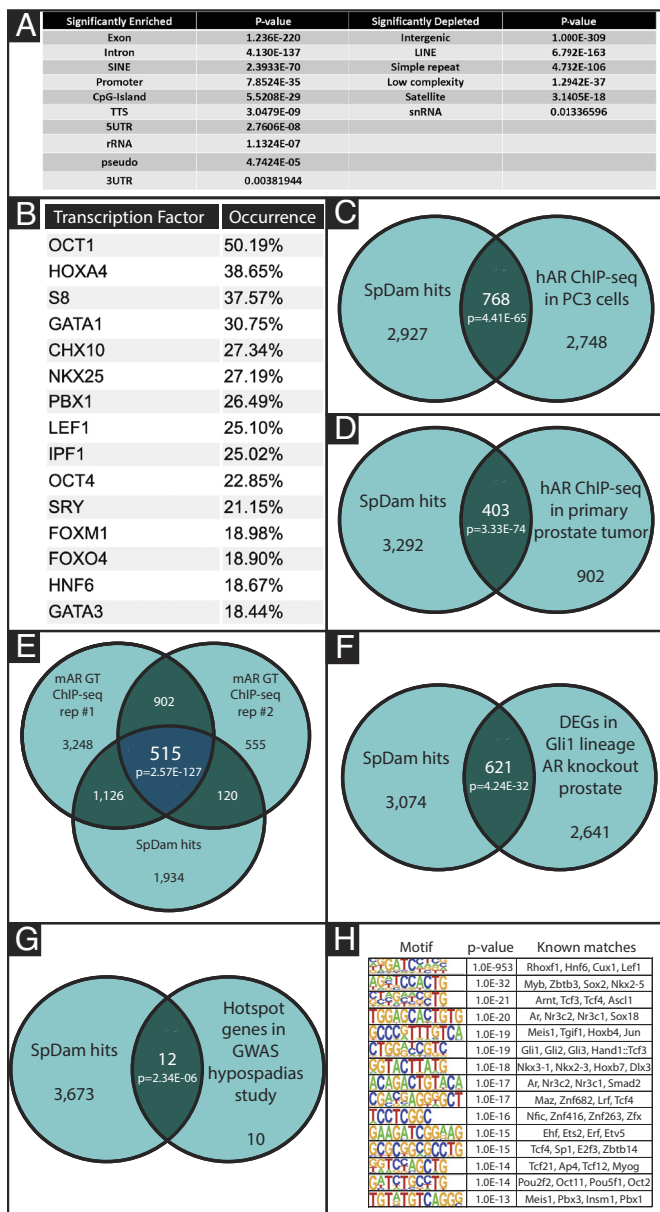 A
Significantly Enriched P-value Significantly Depleted P-value
Exon 1.236E-220 Intergenic 1.000E-309
Intron 4.130E-137 LINE 6.792E-163
SINE 2.3933E-70 Simple repeat 4.732E-106
Promoter 7.8524E-35 Low complexity 1.2942E-37
CpG-Island 5.5208E-29 Satellite 3.1405E-18
TTS 3.0479E-09 snRNA 0.01336596
5UTR 2.7606E-08
rRNA 1.1324E-07
pseudo 4.7424E-05
3UTR 0.00381944
B
Transcription Factor Occurrence
OCT1 50.19%
HOXA4 38.65%
S8 37.57%
GATA1 30.75%
CHX10 27.34%
NKX25 27.19%
PBX1 26.49%
LEF1 25.10%
IPF1 25.02%
OCT4 22.85%
SRY 21.15%
FOXM1 18.98%
FOXO4 18.90%
HNF6 18.67%
GATA3 18.44%
C
SpDam hits
2,927
768
p=4.41E-65
hAR ChIP-seq
in PC3 cells
2,748
D
SpDam hits
3,292
403
p=3.33E-74
hAR ChIP-seq
in primary
prostate tumor
902
E
mAR GT
ChIP-seq
rep #1
3,248
902
mAR GT
ChIP-seq
rep #2
555
515
p=2.57E-127
1,126
120
SpDam hits
1,934
F
SpDam hits
3,074
621
p=4.24E-32
DEGs in
Gli1 lineage
AR knockout
prostate
2,641
G
SpDam hits
3,673
12
p=2.34E-06
Hotspot
genes in
GWAS
hypospadias
study
10
H
Motif p-value Known matches
1.0E-953 Rhoxf1, Hnf6, Cux1, Lef1
1.0E-32 Myb, Zbtb3, Sox2, Nkx2-5
1.0E-21 Arnt, Tcf3, Tcf4, Ascl1
TGGAGCACTGTG 1.0E-20 Ar, Nr3c2, Nr3c1, Sox18
1.0E-19 Meis1, Tgif1, Hoxb4, Jun
1.0E-19 Gli1, Gli2, Gli3, Hand1::Tcf3
GGTACTTATG 1.0E-18 Nkx3-1, Nkx2-3, Hoxb7, Dlx3
ACAGACTGTACA 1.0E-17 Ar, Nr3c2, Nr3c1, Smad2
1.0E-17 Maz, Znf682, Lrf, Tcf4
TCCTCGGC 1.0E-16 Nfic, Znf416, Znf263, Zfx
GAAGATCGGAAG 1.0E-15 Ehf, Ets2, Erf, Etv5
GCGCGGCGCCTG 1.0E-15 Tcf4, Sp1, E2f3, Zbtb14
1.0E-14 Tcf21, Ap4, Tcf12, Myog
1.0E-14 Pou2f2, Oct11, Pou5f1, Oct2
TGTATGTCAGGG 1.0E-13 Meis1, Pbx3, Insm1, Pbx1